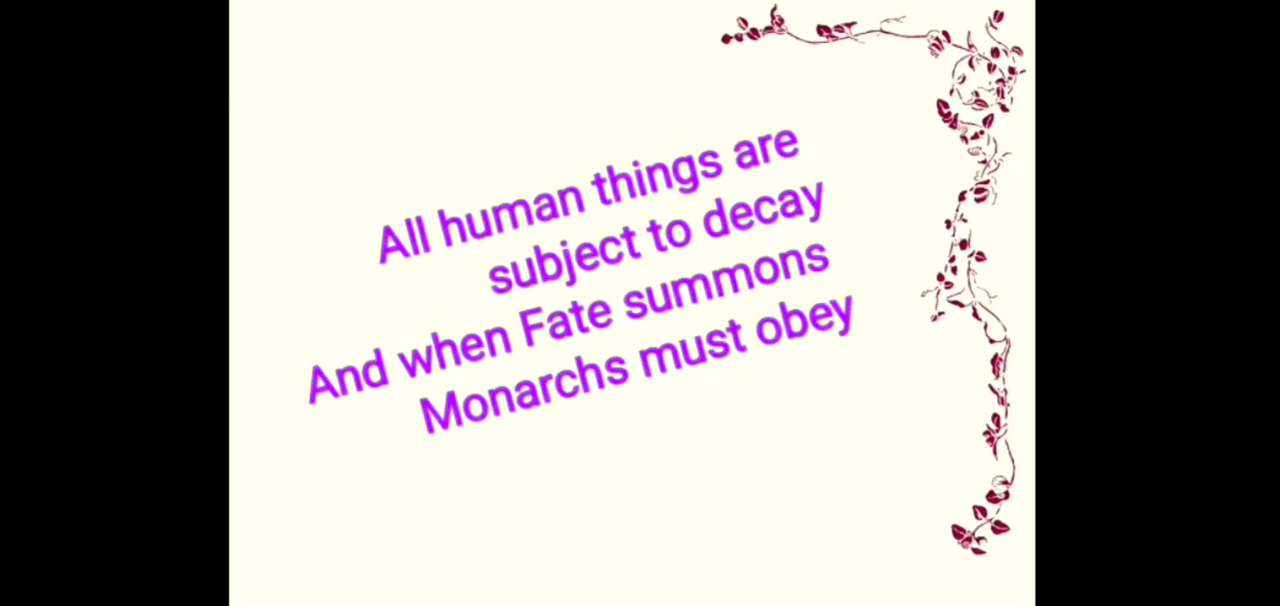 All human things are
subject to decay
And when Fate summons
Monarchs must obey